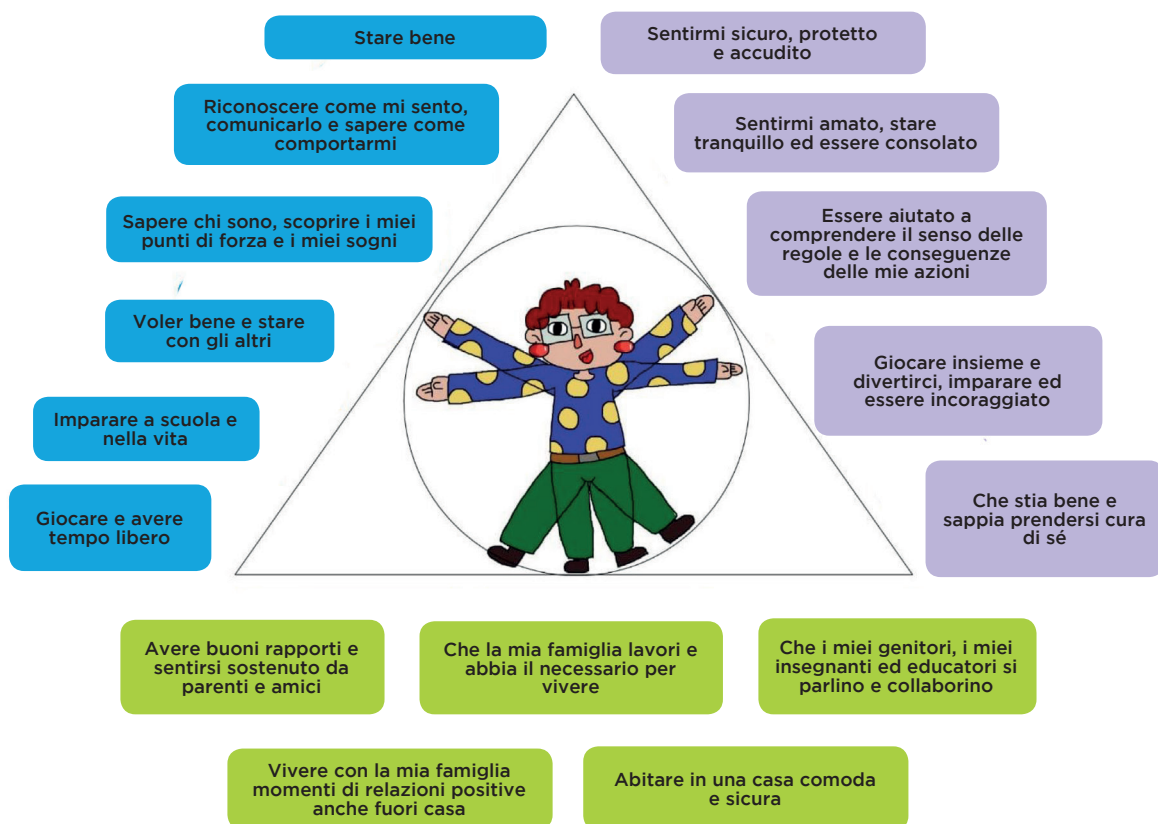 Stare bene
Riconoscere come mi sento,
comunicarlo e sapere come
comportarmi
Sapere chi sono, scoprire i miei
punti di forza e i miei sogni
Voler bene e stare
con gli altri
Imparare a scuola e
nella vita
Giocare e avere
tempo libero
Sentirmi sicuro, protetto
e accudito
Sentirmi amato, stare
tranquillo ed essere consolato
Essere aiutato a
comprendere il senso delle
regole e le conseguenze
delle mie azioni
Giocare insieme e
divertirci, imparare ed
essere incoraggiato
Che stia bene e
sappia prendersi cura
di sé
Avere buoni rapporti e
sentirsi sostenuto da
parenti e amici
Che la mia famiglia lavori e
abbia il necessario per
vivere
Che i miei genitori, i miei
insegnanti ed educatori si
parlino e collaborino
Vivere con la mia famiglia
momenti di relazioni positive
anche fuori casa
Abitare in una casa comoda
e sicura